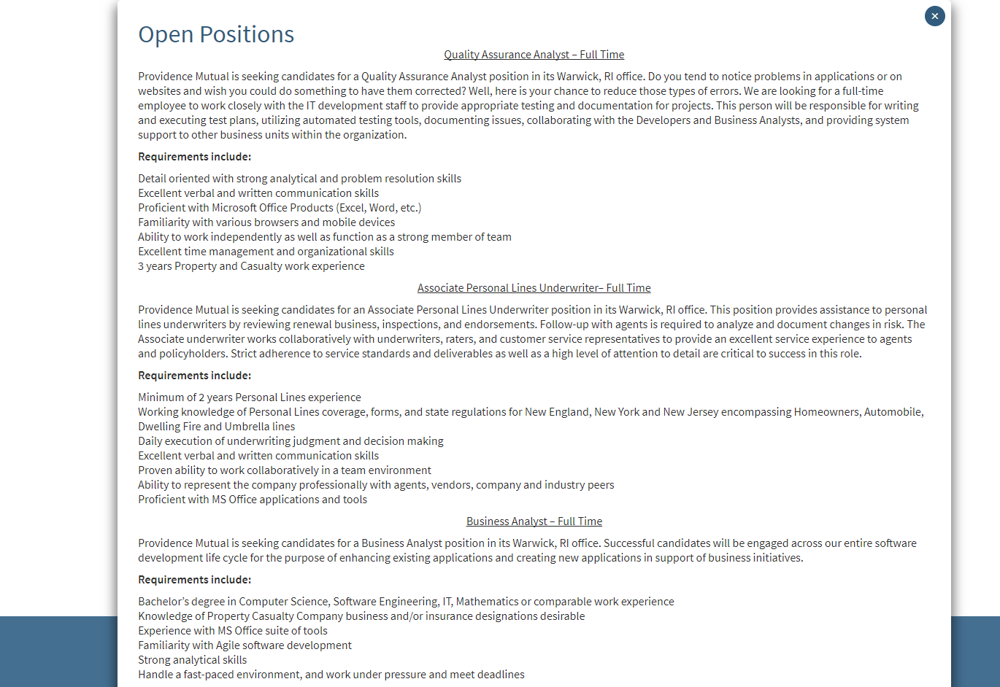 Open Positions
Quality Assurance Analyst – Full Time
Providence Mutual is seeking candidates for a Quality Assurance Analyst position in its Warwick, RI office. Do you tend to notice problems in applications or on
websites and wish you could do something to have them corrected? Well, here is your chance to reduce those types of errors. We are looking for a full-time
employee to work closely with the IT development staff to provide appropriate testing and documentation for projects. This person will be responsible for writing
and executing test plans, utilizing automated testing tools, documenting issues, collaborating with the Developers and Business Analysts, and providing system
support to other business units within the organization.
Requirements include:
Detail oriented with strong analytical and problem resolution skills
Excellent verbal and written communication skills
Proficient with Microsoft Office Products (Excel, Word, etc.)
Familiarity with various browsers and mobile devices
Ability to work independently as well as function as a strong member of team
Excellent time management and organizational skills
3 years Property and Casualty work experience
Associate Personal Lines Underwriter– Full Time
Providence Mutual is seeking candidates for an Associate Personal Lines Underwriter position in its Warwick, RI office. This position provides assistance to personal
lines underwriters by reviewing renewal business, inspections, and endorsements. Follow-up with agents is required to analyze and document changes in risk. The
Associate underwriter works collaboratively with underwriters, raters, and customer service representatives to provide an excellent service experience to agents
and policyholders. Strict adherence to service standards and deliverables as well as a high level of attention to detail are critical to success in this role.
Requirements include:
Minimum of 2 years Personal Lines experience
Working knowledge of Personal Lines coverage, forms, and state regulations for New England, New York and New Jersey encompassing Homeowners, Automobile,
Dwelling Fire and Umbrella lines
Daily execution of underwriting judgment and decision making
Excellent verbal and written communication skills
Proven ability to work collaboratively in a team environment
Ability to represent the company professionally with agents, vendors, company and industry peers
Proficient with MS Office applications and tools
Business Analyst – Full Time
Providence Mutual is seeking candidates for a Business Analyst position in its Warwick, RI office. Successful candidates will be engaged across our entire software
development life cycle for the purpose of enhancing existing applications and creating new applications in support of business initiatives.
Requirements include:
Bachelor’s degree in Computer Science, Software Engineering, IT, Mathematics or comparable work experience
Knowledge of Property Casualty Company business and/or insurance designations desirable
Experience with MS Office suite of tools
Familiarity with Agile software development
Strong analytical skills
Handle a fast-paced environment, and work under pressure and meet deadlines